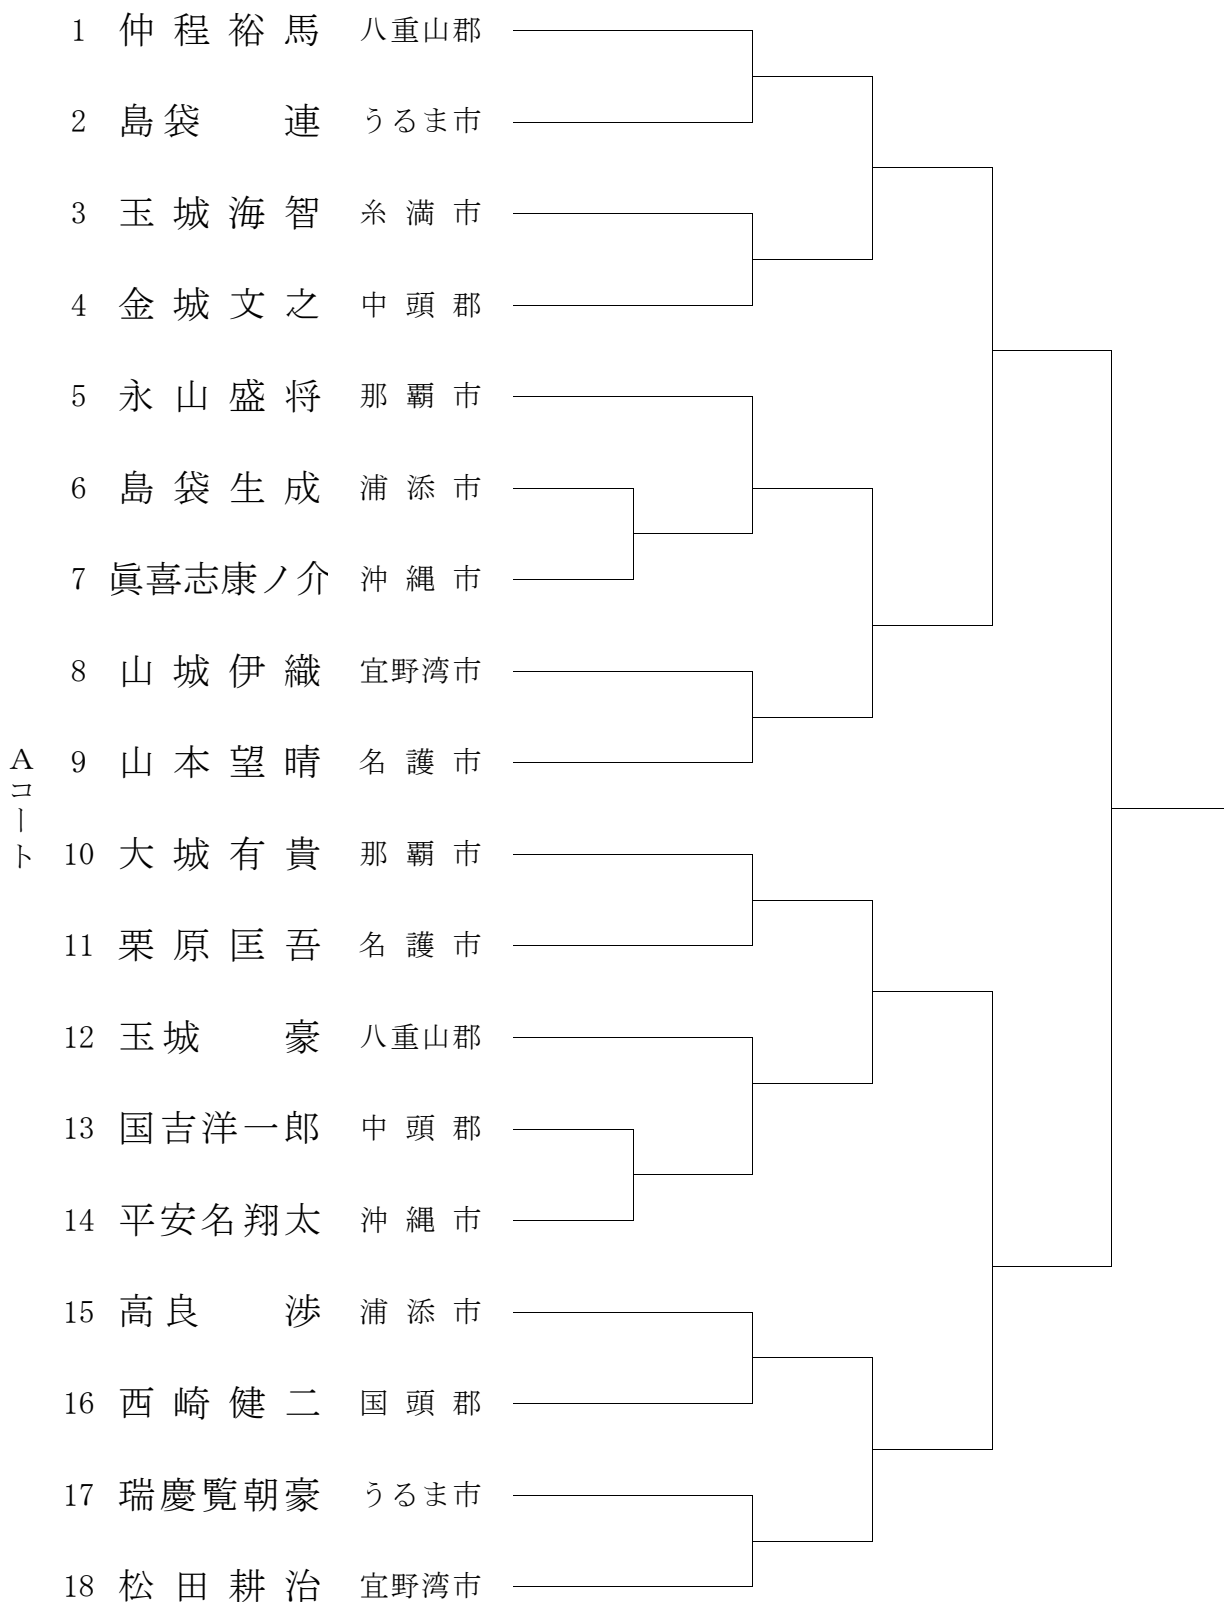 1 仲程裕馬 八重山郡
2 島袋 連 うるま市
3 玉城海智 糸満市
4 金城文之 中頭郡
5 永山盛将 那覇市
6 島袋生成 浦添市
7 眞喜志康ノ介 沖縄市
8 山城伊織 宜野湾市
9 山本望晴 名護市
Aコート
10 大城有貴 那覇市
11 栗原匡吾 名護市
12 玉城 豪 八重山郡
13 国吉洋一郎 中頭郡
14 平安名翔太 沖縄市
15 高良 渉 浦添市
16 西崎健二 国頭郡
17 瑞慶覧朝豪 うるま市
18 松田耕治 宜野湾市